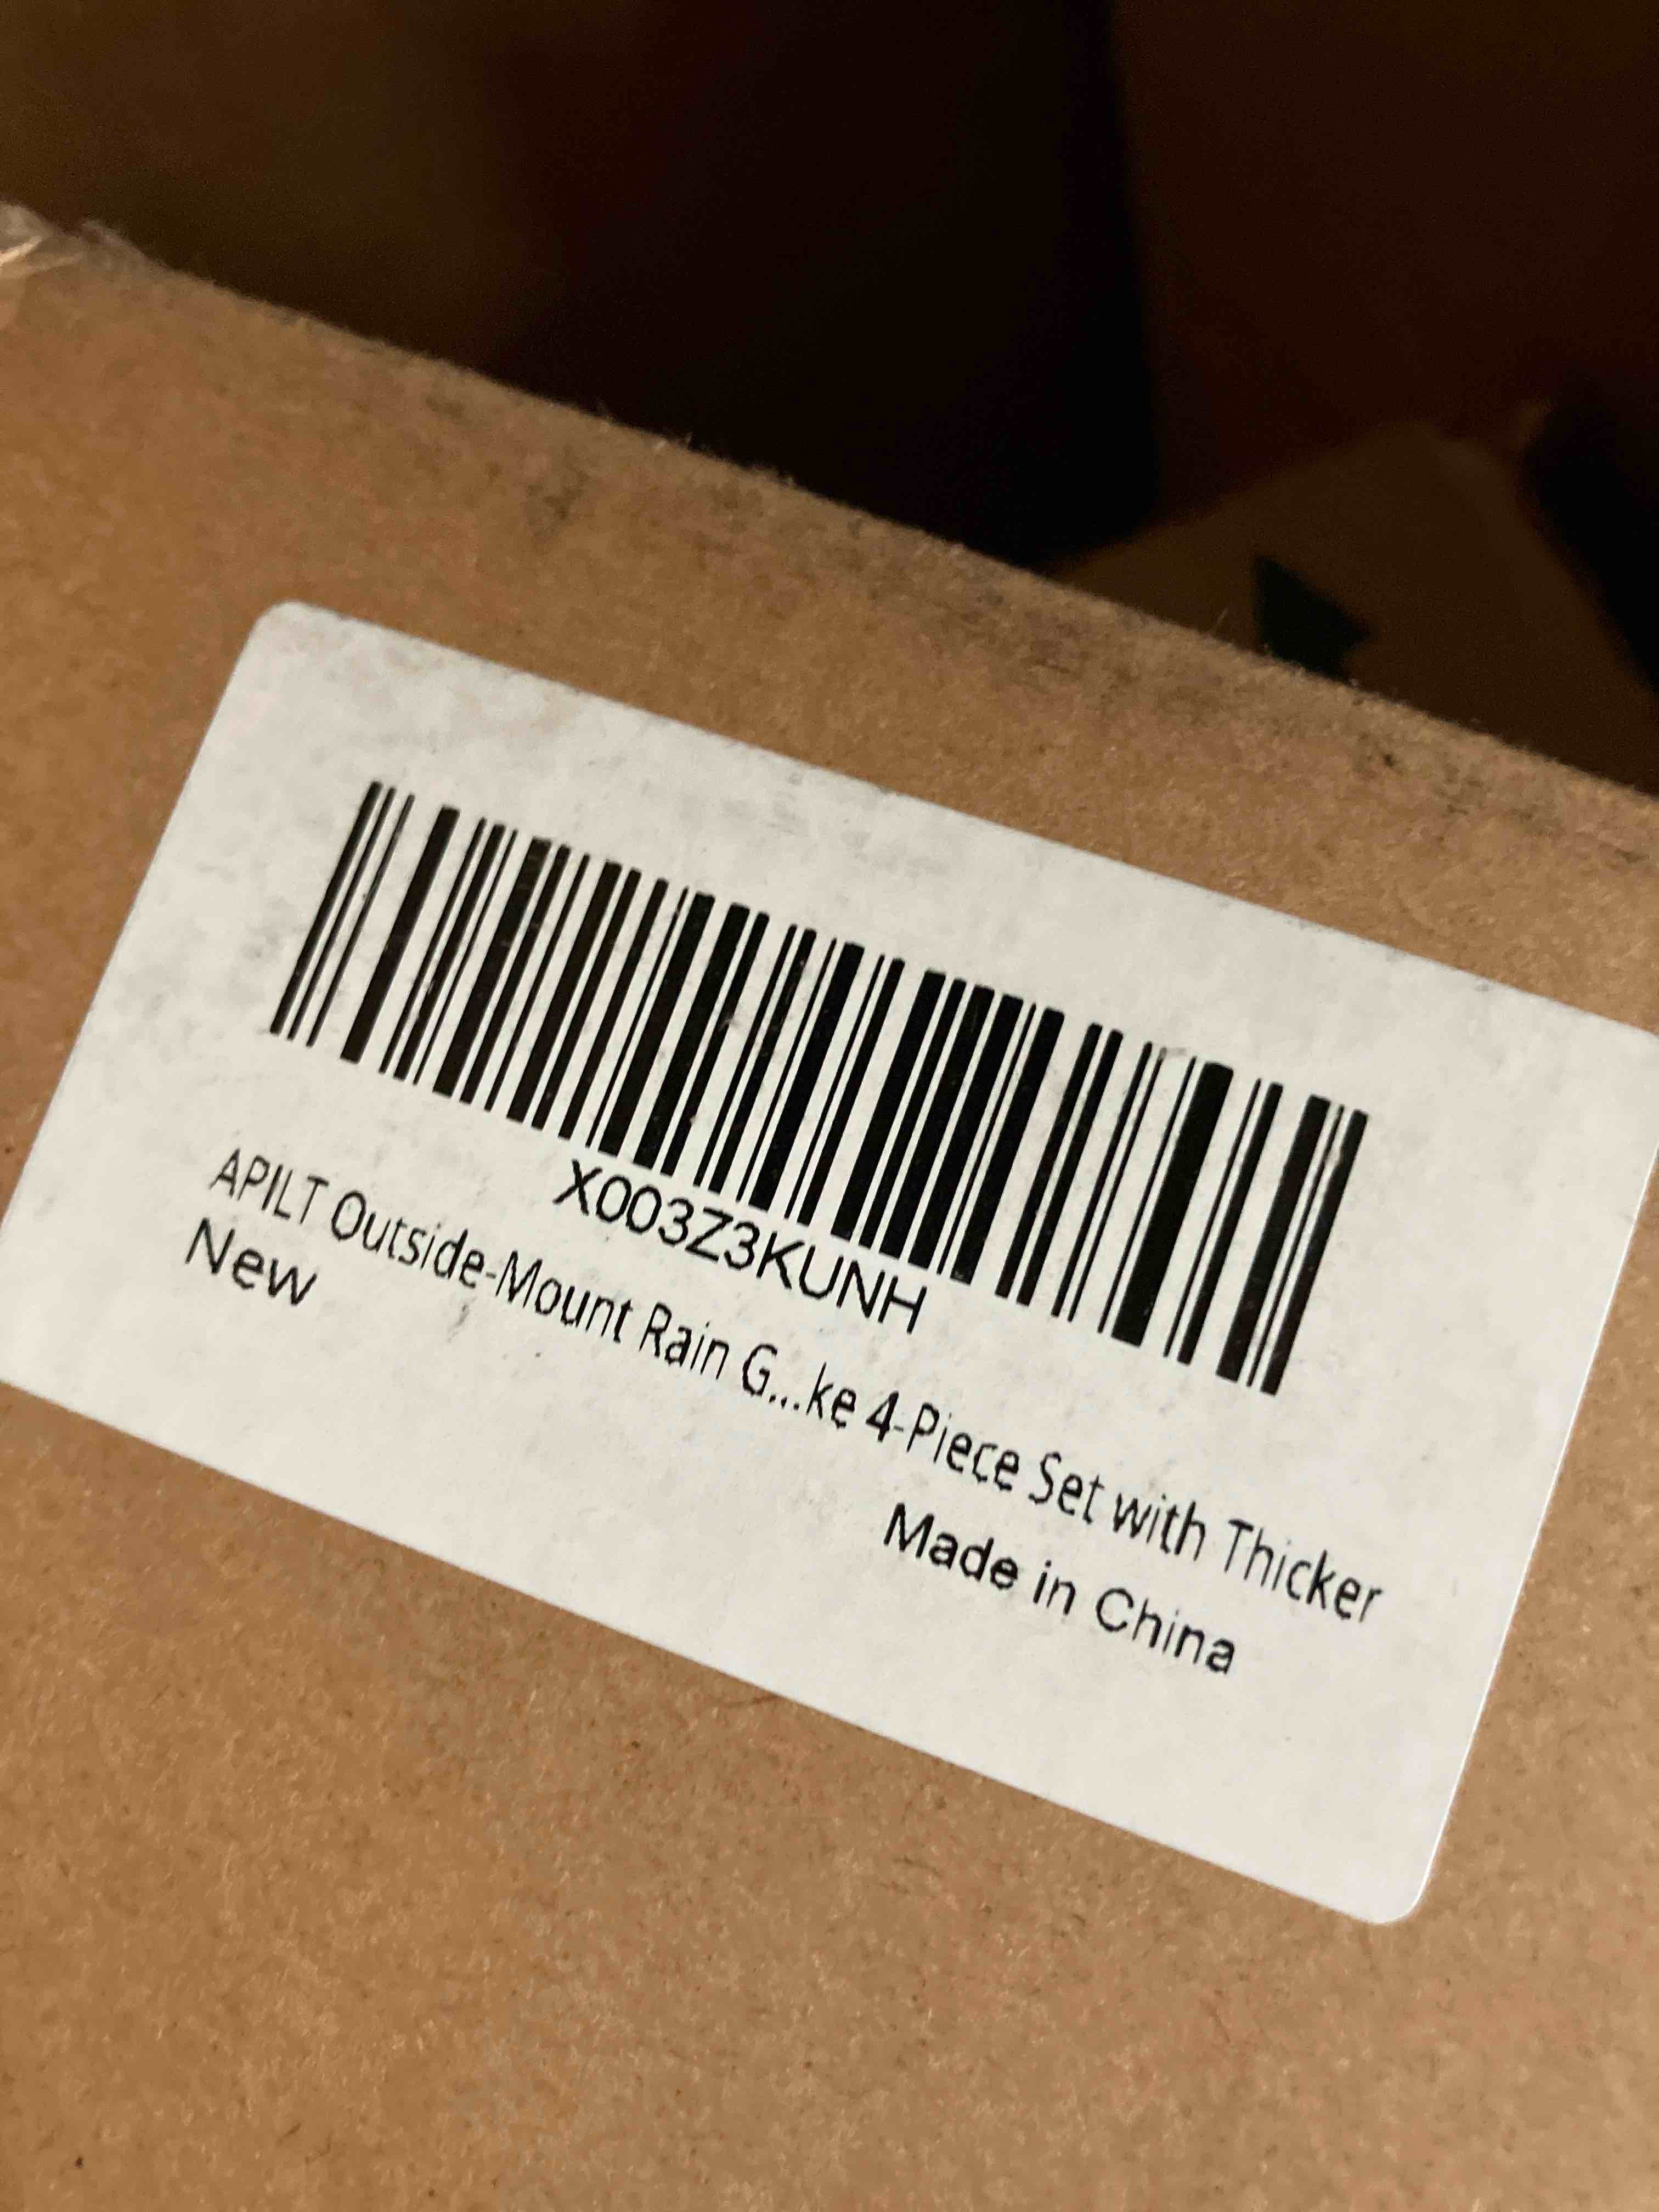 X003Z3KUNH
APILT Outside-Mount Rain G...ke 4-Piece Set with Thicker
New
Made in China